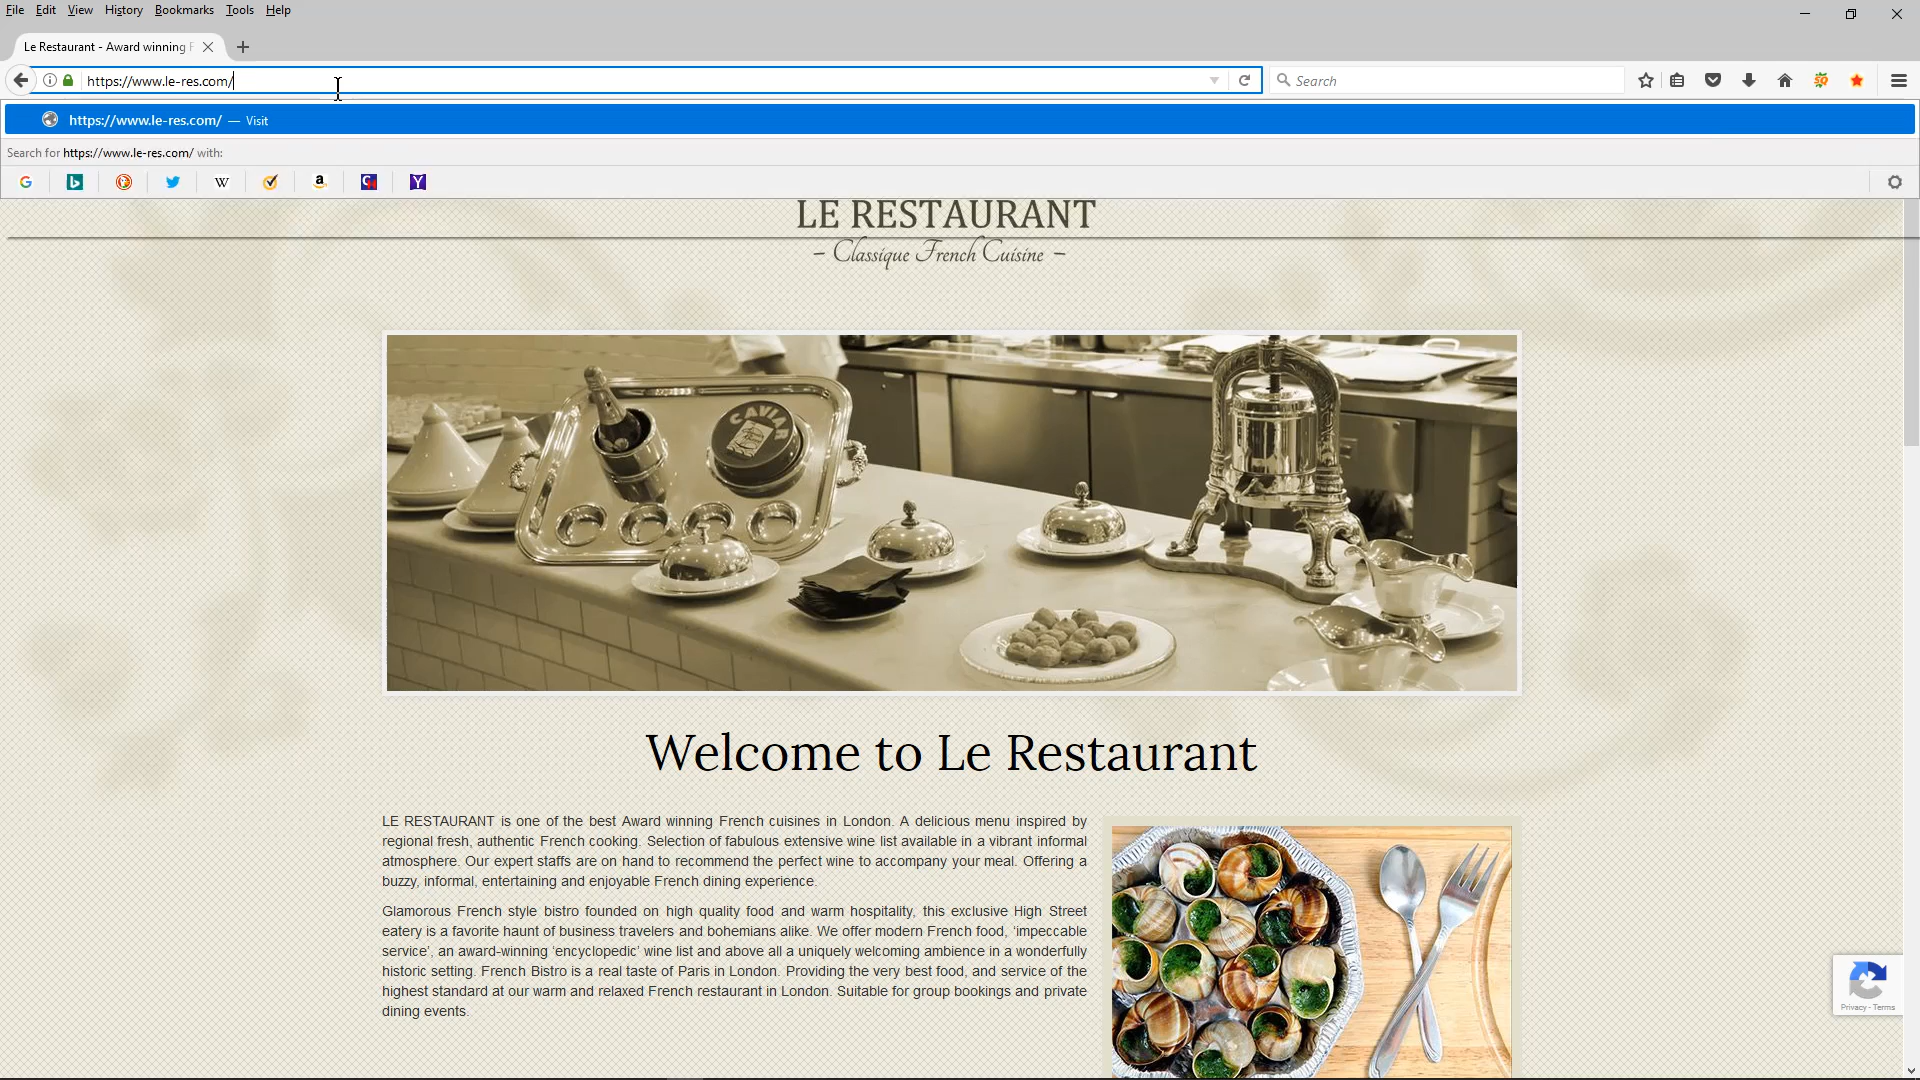 File Edit View History Bookmarks Tools Help
Le Restaurant - Award winning F
https://www.le-res.com/
Search
https://www.le-res.com/ — Visit
Search for https://www.le-res.com/ with:
LE RESTAURANT
~ Classique French Cuisine ~
CAVIAR
Welcome to Le Restaurant
LE RESTAURANT is one of the best Award winning French cuisines in London. A delicious menu inspired by
regional fresh, authentic French cooking. Selection of fabulous extensive wine list available in a vibrant informal
atmosphere. Our expert staffs are on hand to recommend the perfect wine to accompany your meal. Offering a
buzzy, informal, entertaining and enjoyable French dining experience.
Glamorous French style bistro founded on high quality food and warm hospitality, this exclusive High Street
eatery is a favorite haunt of business travelers and bohemians alike. We offer modern French food, ‘impeccable
service’, an award-winning ‘encyclopedic’ wine list and above all a uniquely welcoming ambience in a wonderfully
historic setting. French Bistro is a real taste of Paris in London. Providing the very best food, and service of the
highest standard at our warm and relaxed French restaurant in London. Suitable for group bookings and private
dining events.
Privacy - Terms